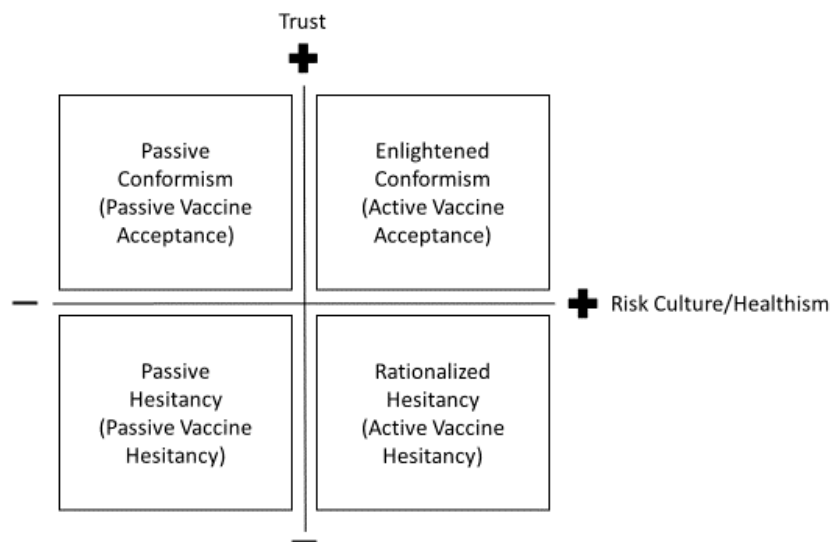 Trust
Passive
Conformism
(Passive Vaccine
Acceptance)
Enlightened
Conformism
(Active Vaccine
Acceptance)
Risk Culture/Healthism
Passive
Hesitancy
(Passive Vaccine
Hesitancy)
Rationalized
Hesitancy
(Active Vaccine
Hesitancy)